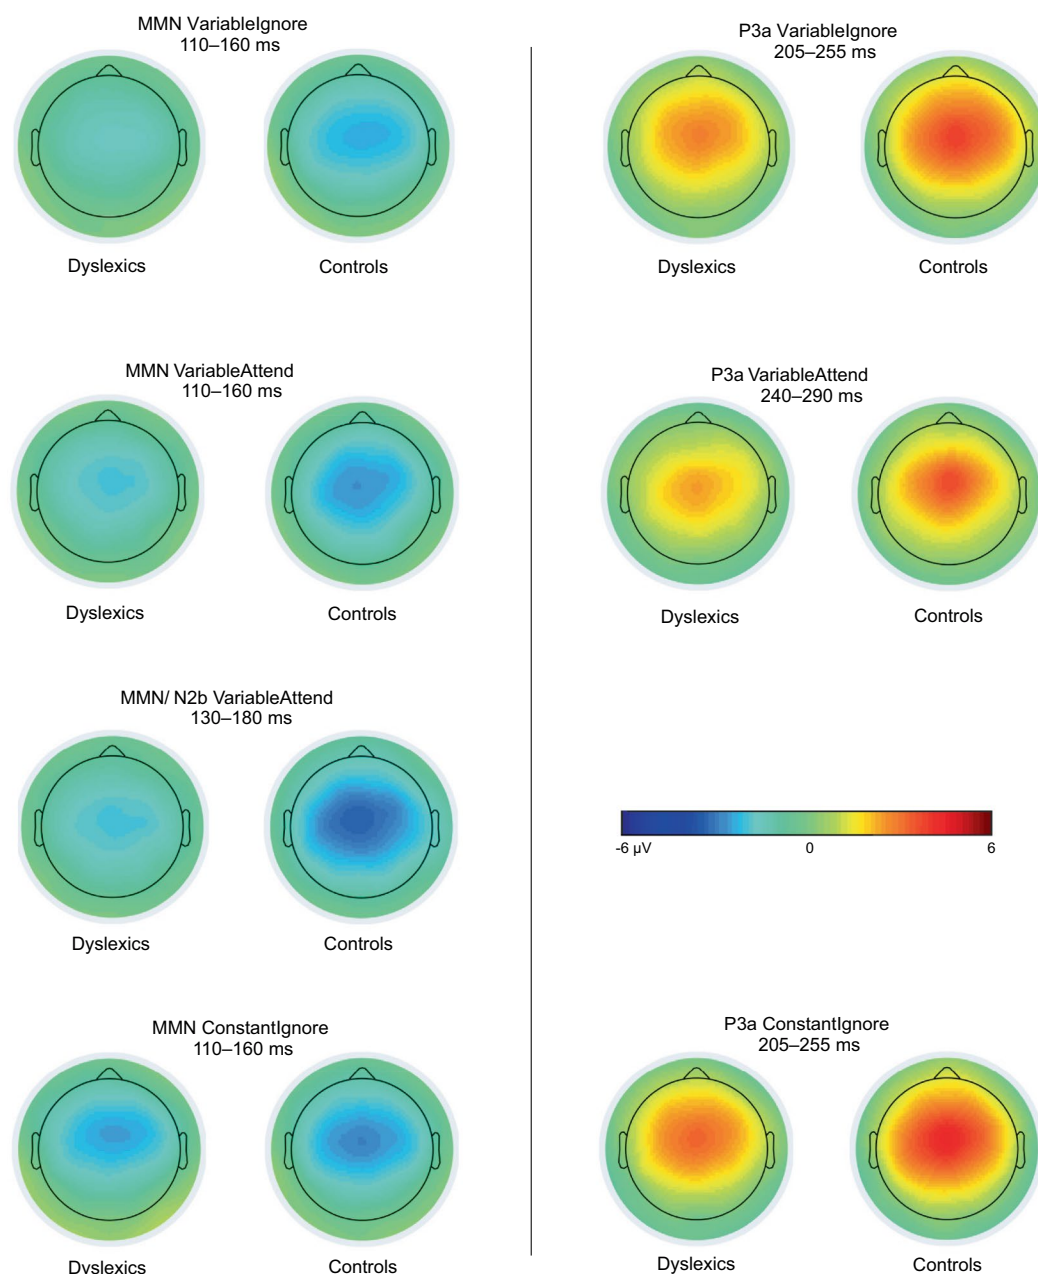 MMN VariableIgnore
110–160 ms
Dyslexics
Controls
P3a VariableIgnore
205–255 ms
Dyslexics
Controls
MMN VariableAttend
110–160 ms
Dyslexics
Controls
P3a VariableAttend
240–290 ms
Dyslexics
Controls
MMN/ N2b VariableAttend
130–180 ms
Dyslexics
Controls
-6 µV
0
6
MMN ConstantIgnore
110–160 ms
Dyslexics
Controls
P3a ConstantIgnore
205–255 ms
Dyslexics
Controls